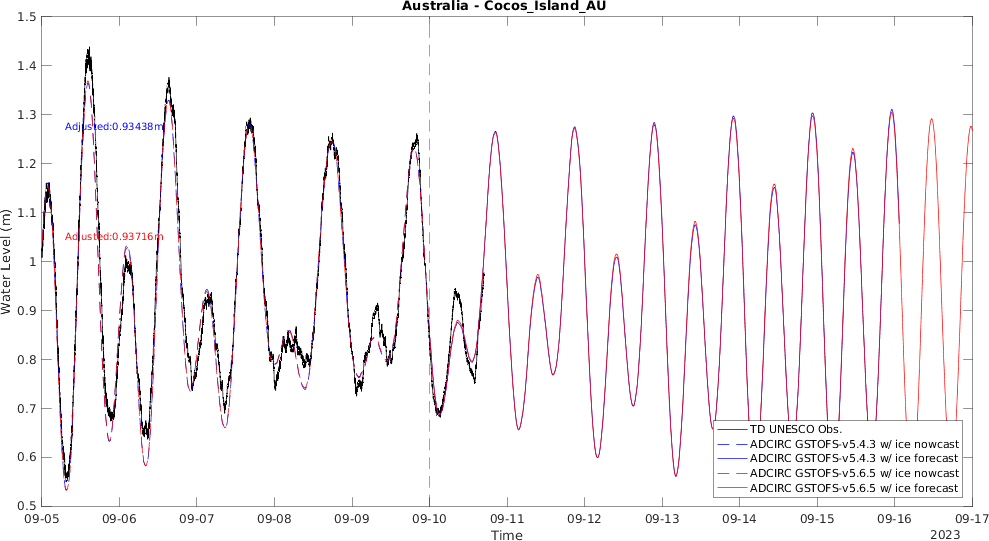 Australia - Cocos_Island_AU
1.5
1.4
1.3
1.2
1.1
1
0.9
0.8
0.7
0.6
0.5
Water Level (m)
Adjusted:0.93438m
Adjusted:0.93716m
TD UNESCO Obs.
ADCIRC GSTOFS-v5.4.3 w/ ice nowcast
ADCIRC GSTOFS-v5.4.3 w/ ice forecast
ADCIRC GSTOFS-v5.6.5 w/ ice nowcast
ADCIRC GSTOFS-v5.6.5 w/ ice forecast
09-05 09-06 09-07 09-08 09-09 09-10 09-11 09-12 09-13 09-14 09-15 09-16 09-17
Time
2023